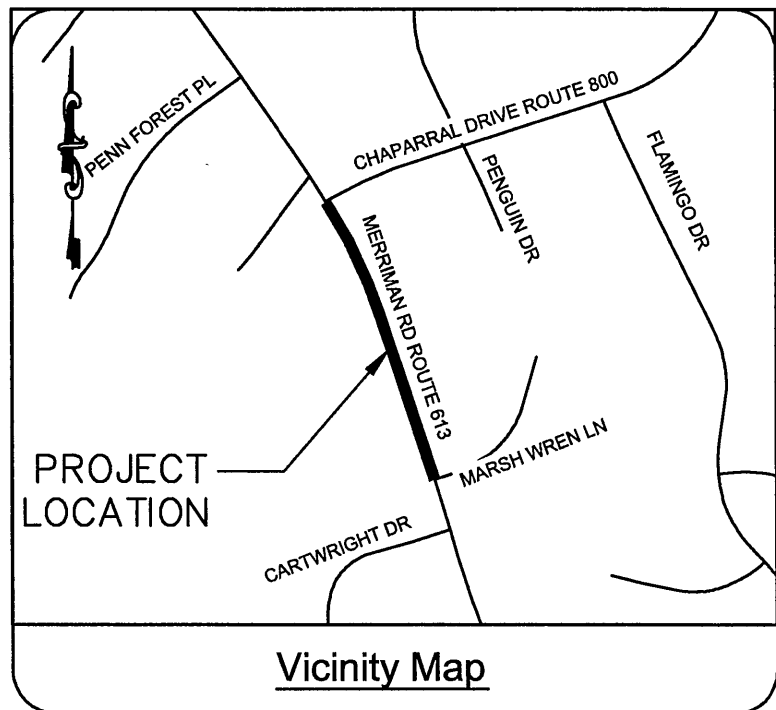 PENN FOREST PL
CHAPARRAL DRIVE ROUTE 800
PENGUIN DR
FLAMINGO DR
MERRIMAN RD ROUTE 613
PROJECT
LOCATION
MARSH WREN LN
CARTWRIGHT DR
Vicinity Map